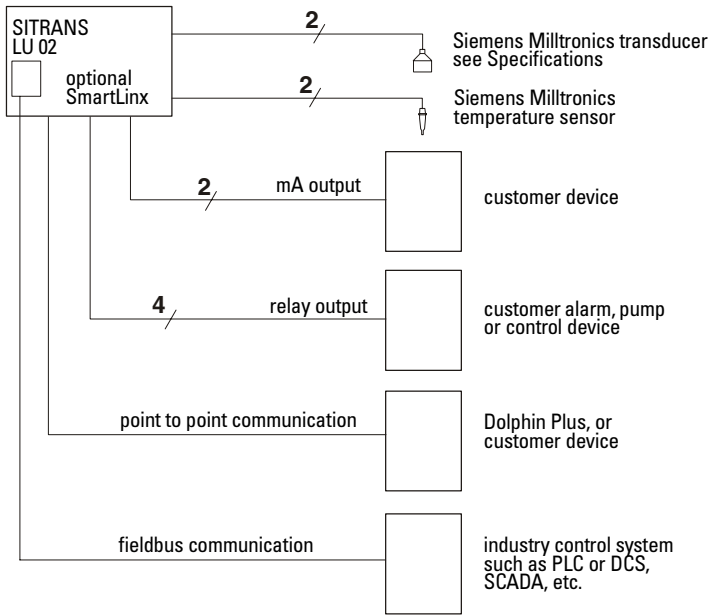 SITRANS
LU 02
optional
SmartLinx
2
Siemens Milltronics transducer
see Specifications
2
Siemens Milltronics
temperature sensor
2
mA output
customer device
4
relay output
customer alarm, pump
or control device
point to point communication
Dolphin Plus, or
customer device
fieldbus communication
industry control system
such as PLC or DCS,
SCADA, etc.